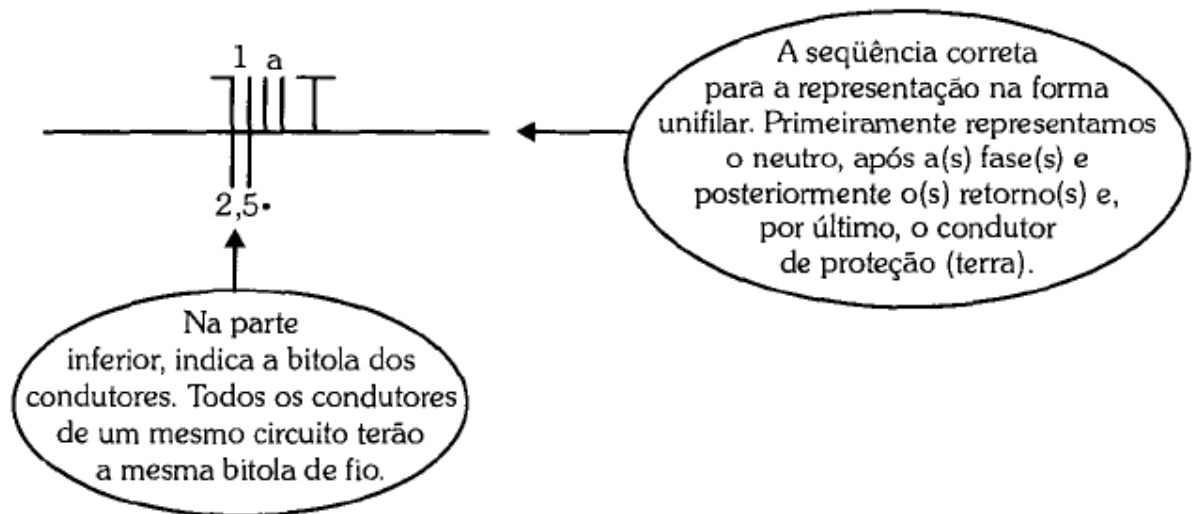 1 a
2,5•
A seqüência correta
para a representação na forma
unifilar. Primeiramente representamos
o neutro, após a(s) fase(s) e
posteriormente o(s) retorno(s) e,
por último, o condutor
de proteção (terra).
Na parte
inferior, indica a bitola dos
condutores. Todos os condutores
de um mesmo circuito terão
a mesma bitola de fio.